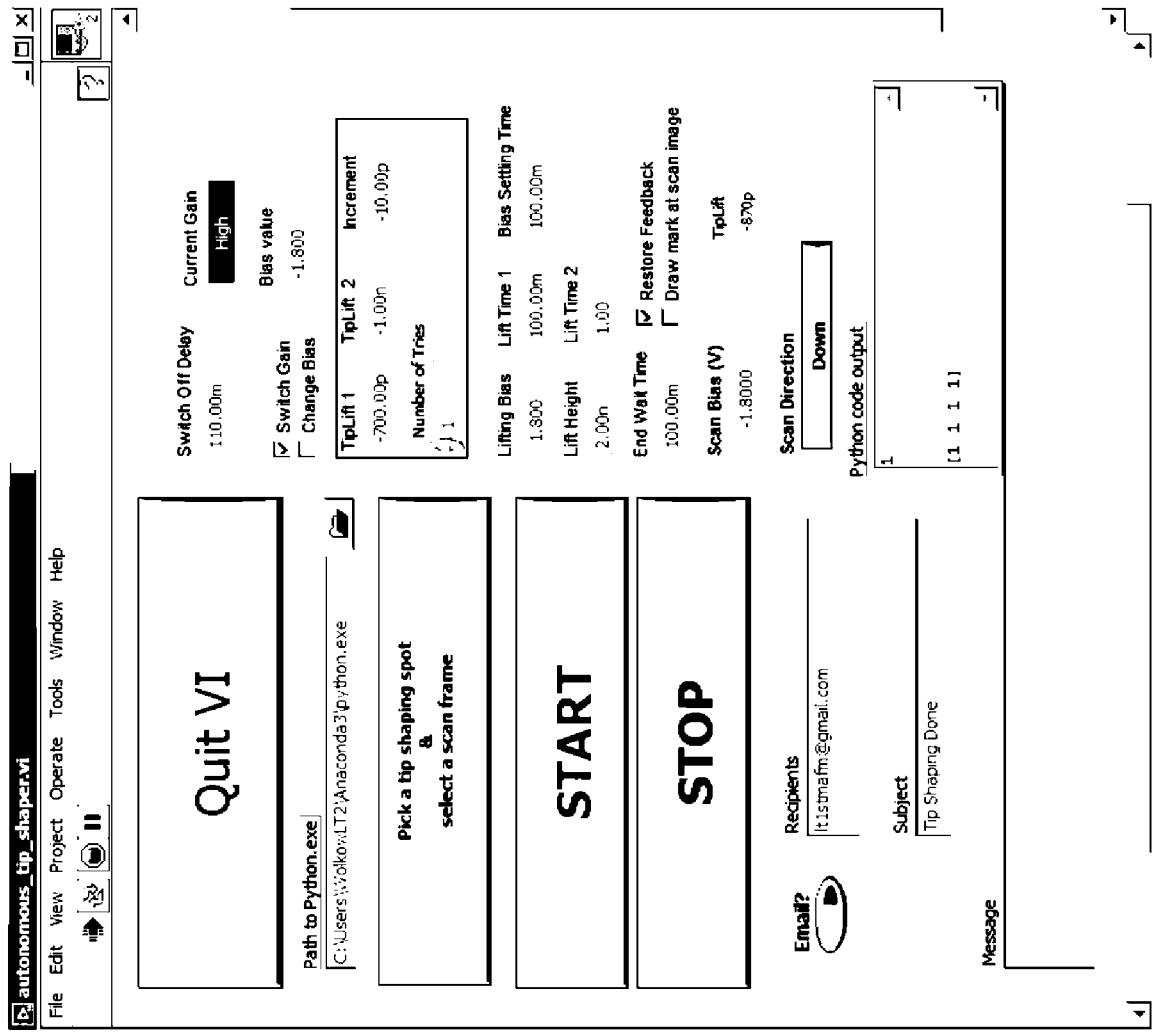 autonomous_tip_shaper.vi
File Edit View Project Operate Tools Window Help
?
2
Quit VI
Path to Python.exe
C:\Users\WolkowLT2\Anaconda3\python.exe
Pick a tip shaping spot
&
select a scan frame
START
STOP
Email?
Recipients
lt1stmafm@gmail.com
Subject
Tip Shaping Done
Message
Switch Off Delay
110.00m
Current Gain
High
Switch Gain
Change Bias
Bias value
-1.800
TipLift 1 TipLift 2 Increment
-700.00p -1.00n -10.00p
Number of Tries
1
Lifting Bias Lift Time 1 Bias Settling Time
1.800 100.00m 100.00m
Lift Height Lift Time 2
2.00n 1.00
End Wait Time
100.00m
Restore Feedback
Draw mark at scan image
Scan Bias (V) TipLift
-1.8000 -870p
Scan Direction
Down
Python code output
1
[1 1 1 1]